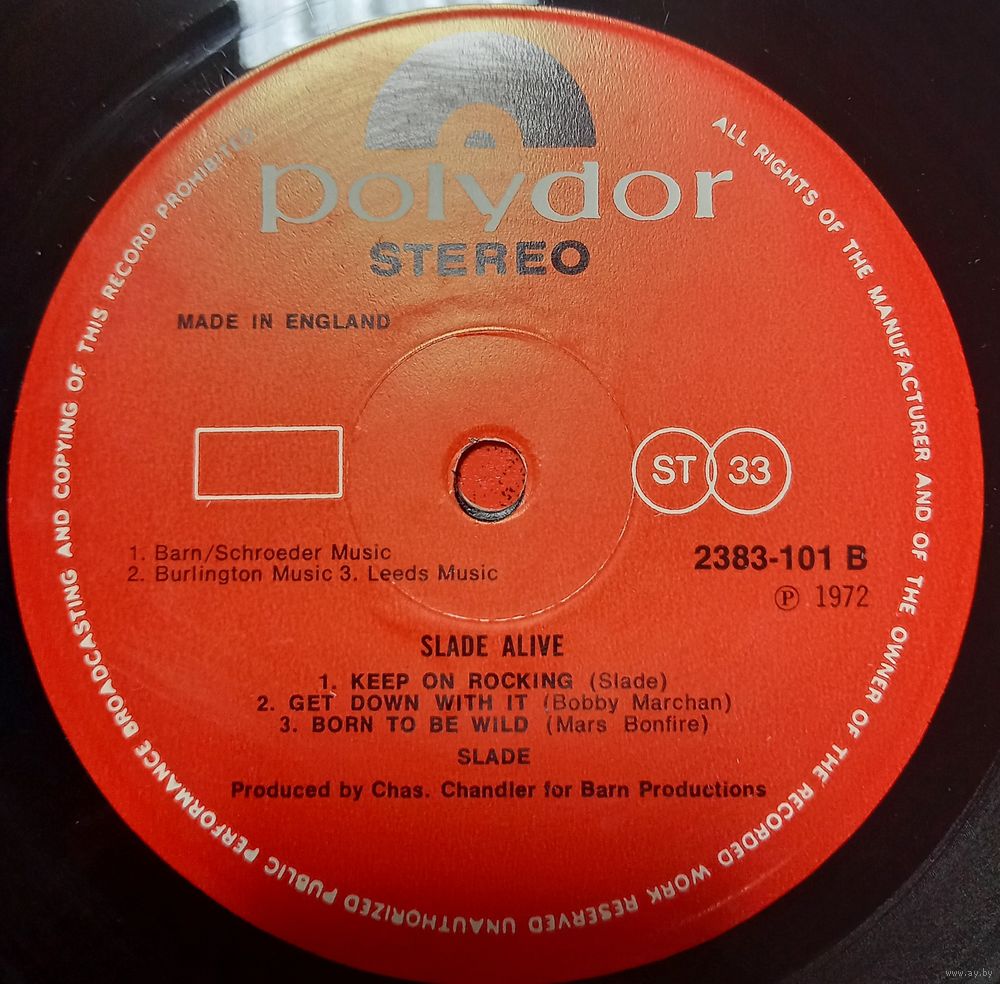 polydor
STEREO
ALL RIGHTS OF THE MANUFACTURER AND OF THE OWNER OF THE RECORDED WORK RESERVED UNAUTHORIZED PUBLIC PERFORMANCE BROADCASTING AND COPYING OF THIS RECORD PROHIBITED
MADE IN ENGLAND
ST 33
1. Barn/Schroeder Music
2. Burlington Music 3. Leeds Music
2383-101 B
℗ 1972
SLADE ALIVE
1. KEEP ON ROCKING (Slade)
2. GET DOWN WITH IT (Bobby Marchan)
3. BORN TO BE WILD (Mars Bonfire)
SLADE
Produced by Chas. Chandler for Barn Productions
www.ay.by